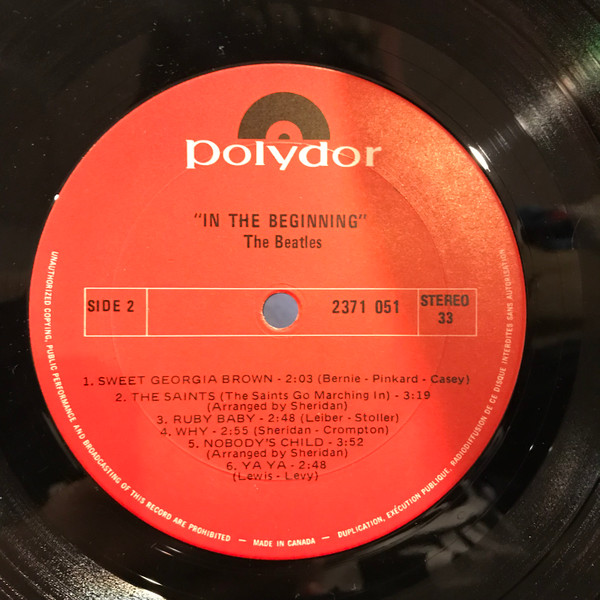 polydor
"IN THE BEGINNING"
The Beatles
SIDE 2
2371 051
STEREO
33
1. SWEET GEORGIA BROWN - 2:03 (Bernie - Pinkard - Casey)
2. THE SAINTS (The Saints Go Marching In) - 3:19
(Arranged by Sheridan)
3. RUBY BABY - 2:48 (Leiber - Stoller)
4. WHY - 2:55 (Sheridan - Crompton)
5. NOBODY'S CHILD - 3:52
(Arranged by Sheridan)
6. YA YA - 2:48
(Lewis - Levy)
UNAUTHORIZED COPYING, PUBLIC PERFORMANCE AND BROADCASTING OF THIS RECORD ARE PROHIBITED — MADE IN CANADA — DUPLICATION, EXÉCUTION PUBLIQUE, RADIODIFFUSION DE CE DISQUE INTERDITES SANS AUTORISATION